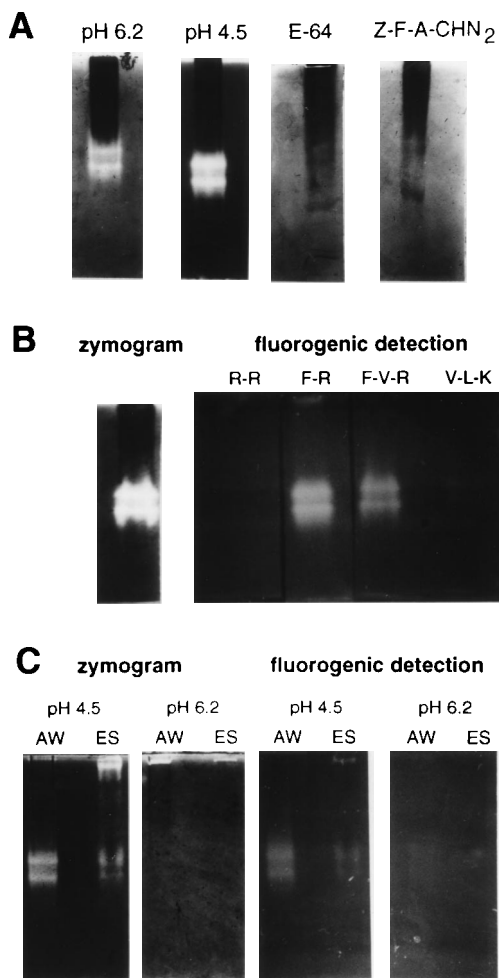 A
pH 6.2 pH 4.5 E-64 Z-F-A-CHN2
B
zymogram fluorogenic detection
R-R F-R F-V-R V-L-K
C
zymogram fluorogenic detection
pH 4.5 pH 6.2 pH 4.5 pH 6.2
AW ES AW ES AW ES AW ES